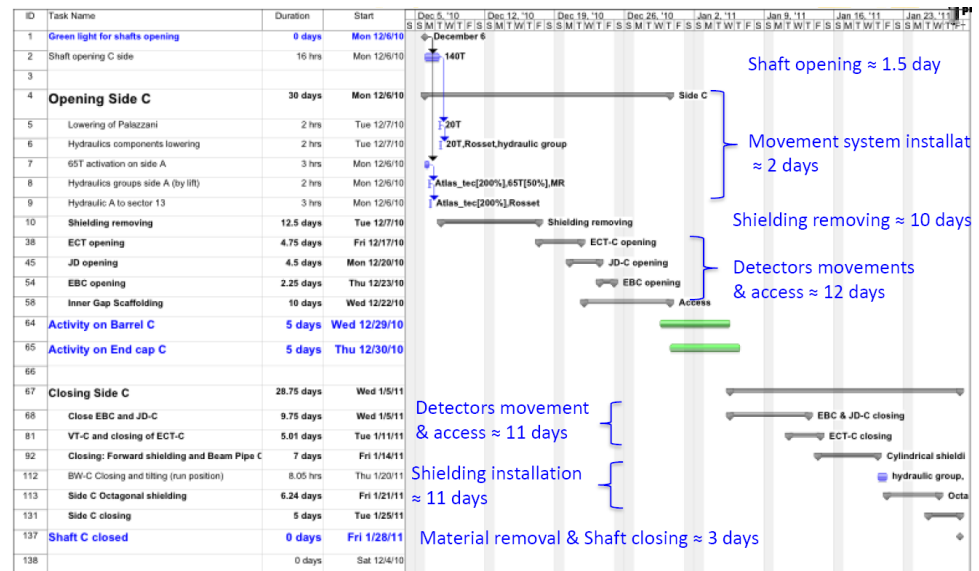 ID Task Name Duration Start Dec 5, '10 Dec 12, '10 Dec 19, '10 Dec 26, '10 Jan 2, '11 Jan 9, '11 Jan 16, '11 Jan 23, '11
S S M T W T F S S M T W T F S S M T W T F S S M T W T F S S M T W T F S S M T W T F S S M T W T F S S M T W T F S
1 Green light for shafts opening 0 days Mon 12/6/10 December 6
2 Shaft opening C side 16 hrs Mon 12/6/10 140T
Shaft opening ≈ 1.5 day
3
4 Opening Side C 30 days Mon 12/6/10 Side C
5 Lowering of Palazzani 2 hrs Tue 12/7/10 20T
6 Hydraulics components lowering 2 hrs Tue 12/7/10 20T,Rosset,hydraulic group
Movement system installat
≈ 2 days
7 65T activation on side A 3 hrs Mon 12/6/10
8 Hydraulics groups side A (by lift) 2 hrs Mon 12/6/10 Atlas_tec[200%],65T[50%],MR
9 Hydraulic A to sector 13 3 hrs Mon 12/6/10 Atlas_tec[200%],Rosset
10 Shielding removing 12.5 days Tue 12/7/10 Shielding removing
Shielding removing ≈ 10 days
38 ECT opening 4.75 days Fri 12/17/10 ECT-C opening
45 JD opening 4.5 days Mon 12/20/10 JD-C opening
54 EBC opening 2.25 days Thu 12/23/10 EBC opening
58 Inner Gap Scaffolding 10 days Wed 12/22/10 Access
Detectors movements
& access ≈ 12 days
64 Activity on Barrel C 5 days Wed 12/29/10
65 Activity on End cap C 5 days Thu 12/30/10
66
67 Closing Side C 28.75 days Wed 1/5/11
68 Close EBC and JD-C 9.75 days Wed 1/5/11 EBC & JD-C closing
81 VT-C and closing of ECT-C 5.01 days Tue 1/11/11 ECT-C closing
Detectors movement
& access ≈ 11 days
92 Closing: Forward shielding and Beam Pipe C 7 days Fri 1/14/11 Cylindrical shieldi
112 BW-C Closing and tilting (run position) 8.05 hrs Thu 1/20/11 hydraulic group,
113 Side C Octagonal shielding 6.24 days Fri 1/21/11 Octa
Shielding installation
≈ 11 days
131 Side C closing 5 days Tue 1/25/11
137 Shaft C closed 0 days Fri 1/28/11
Material removal & Shaft closing ≈ 3 days
138 0 days Sat 12/4/10